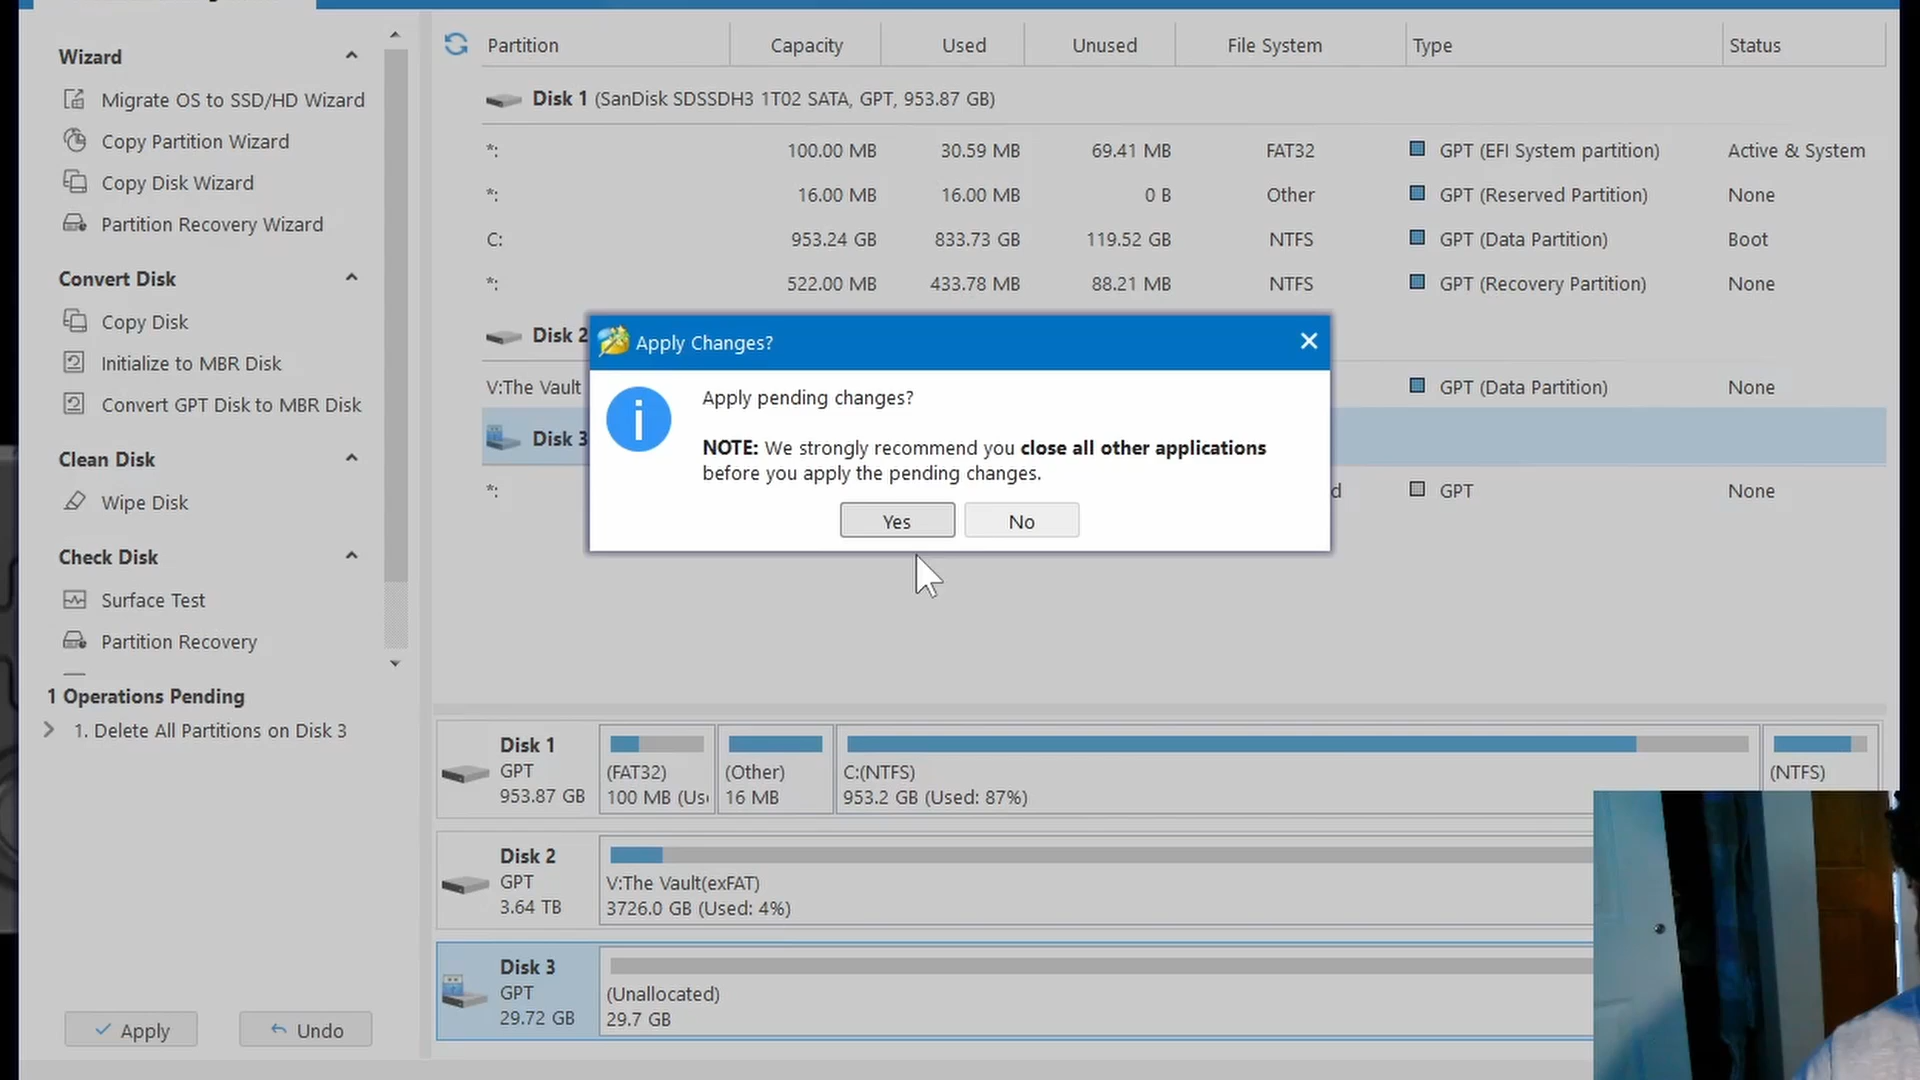 Partition Capacity Used Unused File System Type Status
Wizard
Migrate OS to SSD/HD Wizard
Copy Partition Wizard
Copy Disk Wizard
Partition Recovery Wizard
Convert Disk
Copy Disk
Initialize to MBR Disk
Convert GPT Disk to MBR Disk
Clean Disk
Wipe Disk
Check Disk
Surface Test
Partition Recovery
1 Operations Pending
1. Delete All Partitions on Disk 3
Apply Undo
Disk 1 (SanDisk SDSSDH3 1T02 SATA, GPT, 953.87 GB)
*: 100.00 MB 30.59 MB 69.41 MB FAT32 GPT (EFI System partition) Active & System
*: 16.00 MB 16.00 MB 0 B Other GPT (Reserved Partition) None
C: 953.24 GB 833.73 GB 119.52 GB NTFS GPT (Data Partition) Boot
*: 522.00 MB 433.78 MB 88.21 MB NTFS GPT (Recovery Partition) None
Disk 2
V:The Vault GPT (Data Partition) None
Disk 3
*: d GPT None
Apply Changes?
Apply pending changes?
NOTE: We strongly recommend you close all other applications
before you apply the pending changes.
Yes No
Disk 1
GPT
953.87 GB
(FAT32)
100 MB (Us
(Other)
16 MB
C:(NTFS)
953.2 GB (Used: 87%)
(NTFS)
Disk 2
GPT
3.64 TB
V:The Vault(exFAT)
3726.0 GB (Used: 4%)
Disk 3
GPT
29.72 GB
(Unallocated)
29.7 GB